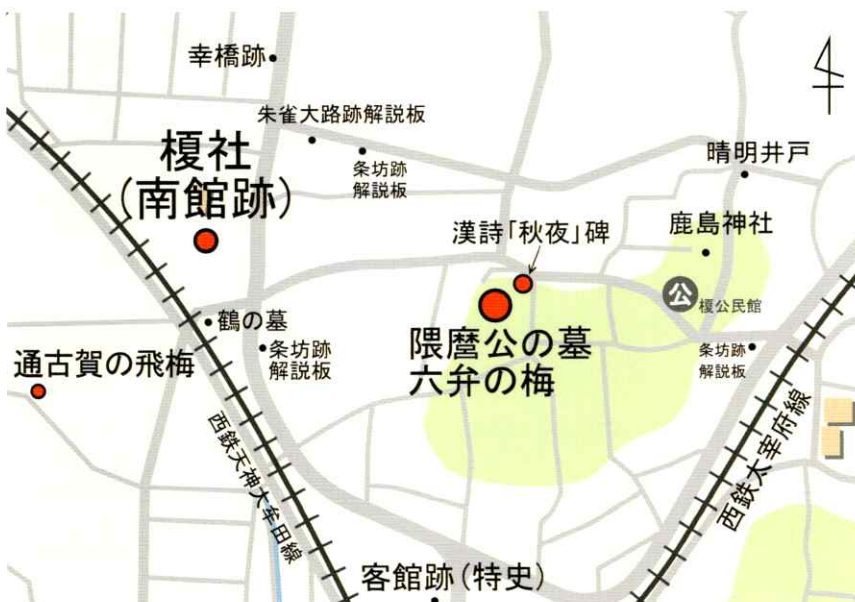 幸橋跡
朱雀大路跡解説板
榎社
(南館跡)
条坊跡
解説板
晴明井戸
鹿島神社
漢詩「秋夜」碑
公
榎公民館
鶴の墓
条坊跡
解説板
隈麿公の墓
六弁の梅
条坊跡
解説板
通古賀の飛梅
西鉄天神大牟田線
西鉄太宰府線
客館跡(特史)